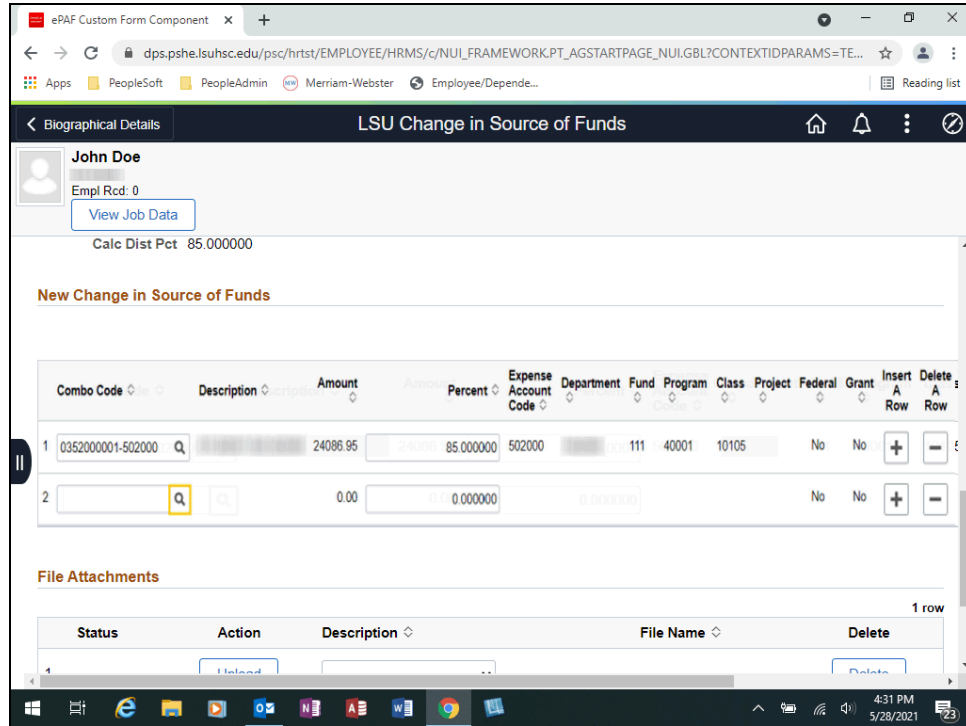 ePAF Custom Form Component
dps.pshe.lsuhsc.edu/psc/hrtst/EMPLOYEE/HRMS/c/NUI_FRAMEWORK.PT_AGSTARTPAGE_NUI.GBL?CONTEXTIDPARAMS=TE...
Apps PeopleSoft PeopleAdmin Merriam-Webster Employee/Depende... Reading list
Biographical Details LSU Change in Source of Funds
John Doe
Empl Rcd: 0
View Job Data
Calc Dist Pct 85.000000
New Change in Source of Funds
Combo Code Description Amount Percent Expense Account Code Department Fund Program Class Project Federal Grant Insert A Row Delete A Row
1 0352000001-502000 24086.95 85.000000 502000 111 40001 10105 No No
2 0.00 0.000000 No No
File Attachments
1 row
Status Action Description File Name Delete
1 Upload Delete
4:31 PM
5/28/2021
23